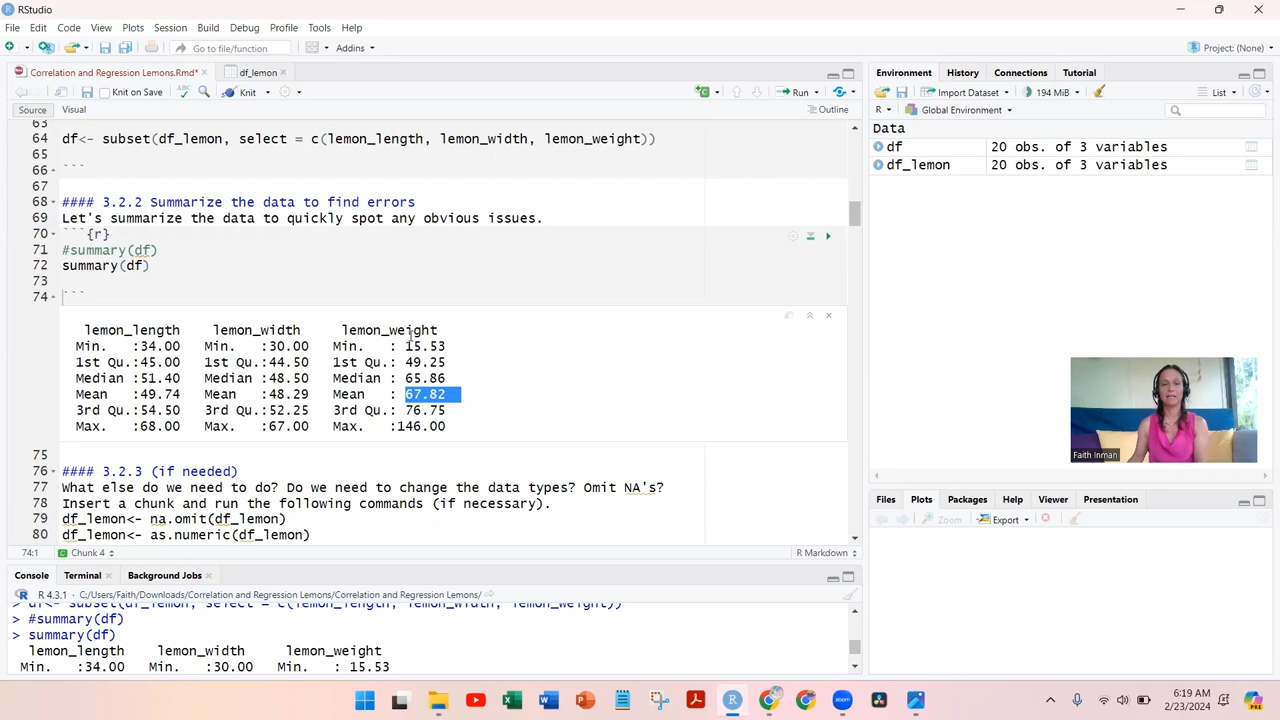 RStudio
File Edit Code View Plots Session Build Debug Profile Tools Help
Go to file/function Addins Project: (None)
Correlation and Regression Lemons.Rmd* df_lemon
Knit on Save Knit Run
Source Visual Outline
63
64 df<- subset(df_lemon, select = c(lemon_length, lemon_width, lemon_weight))
65
66 ```
67
68 #### 3.2.2 Summarize the data to find errors
69 Let's summarize the data to quickly spot any obvious issues.
70 ```{r}
71 #summary(df)
72 summary(df)
73
74 ```
lemon_length lemon_width lemon_weight
Min. :34.00 Min. :30.00 Min. : 15.53
1st Qu.:45.00 1st Qu.:44.50 1st Qu.: 49.25
Median :51.40 Median :48.50 Median : 65.86
Mean :49.74 Mean :48.29 Mean : 67.82
3rd Qu.:54.50 3rd Qu.:52.25 3rd Qu.: 76.75
Max. :68.00 Max. :67.00 Max. :146.00
75
76 #### 3.2.3 (if needed)
77 What else do we need to do? Do we need to change the data types? Omit NA's?
78 Insert a chunk and run the following commands (if necessary).
79 df_lemon<- na.omit(df_lemon)
80 df_lemon<- as.numeric(df_lemon)
74:1 Chunk 4 R Markdown
Console Terminal Background Jobs
R 4.3.1 · C:/Users/Faith/Downloads/Correlation and Regression Lemons/Correlation and Regression Lemons/
> df<- subset(df_lemon, select = c(lemon_length, lemon_width, lemon_weight))
> #summary(df)
> summary(df)
lemon_length lemon_width lemon_weight
Min. :34.00 Min. :30.00 Min. : 15.53
Environment History Connections Tutorial
Import Dataset 194 MiB List
R Global Environment
Data
df 20 obs. of 3 variables
df_lemon 20 obs. of 3 variables
Faith Inman
Files Plots Packages Help Viewer Presentation
Zoom Export
zoom
6:19 AM
2/23/2024
PRE